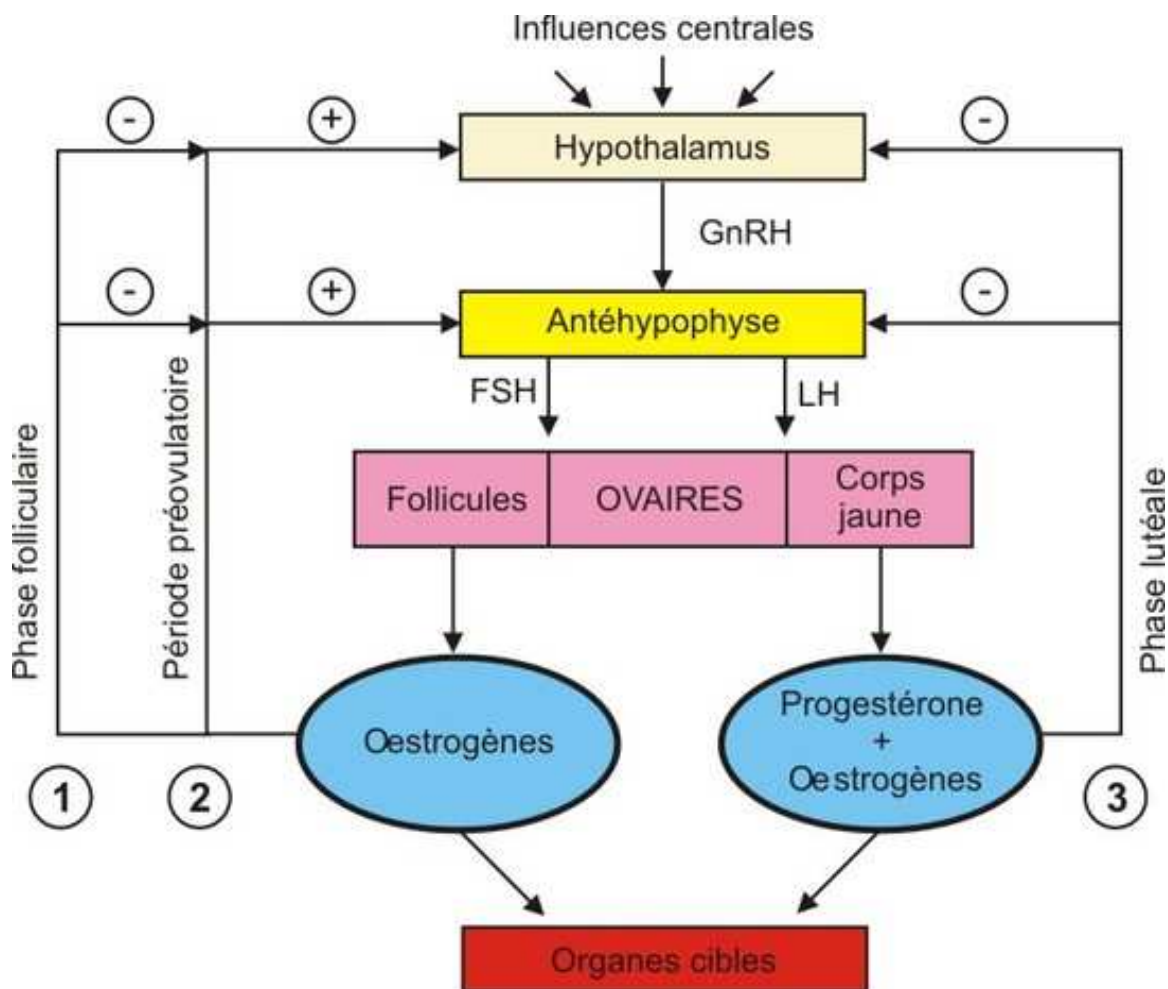 Influences centrales
-
+
-
Hypothalamus
GnRH
-
+
-
Antéhypophyse
FSH
LH
Phase folliculaire
Période préovulatoire
Follicules
OVAIRES
Corps
jaune
Phase lutéale
Oestrogènes
Progestérone
+
Oestrogènes
1
2
3
Organes cibles